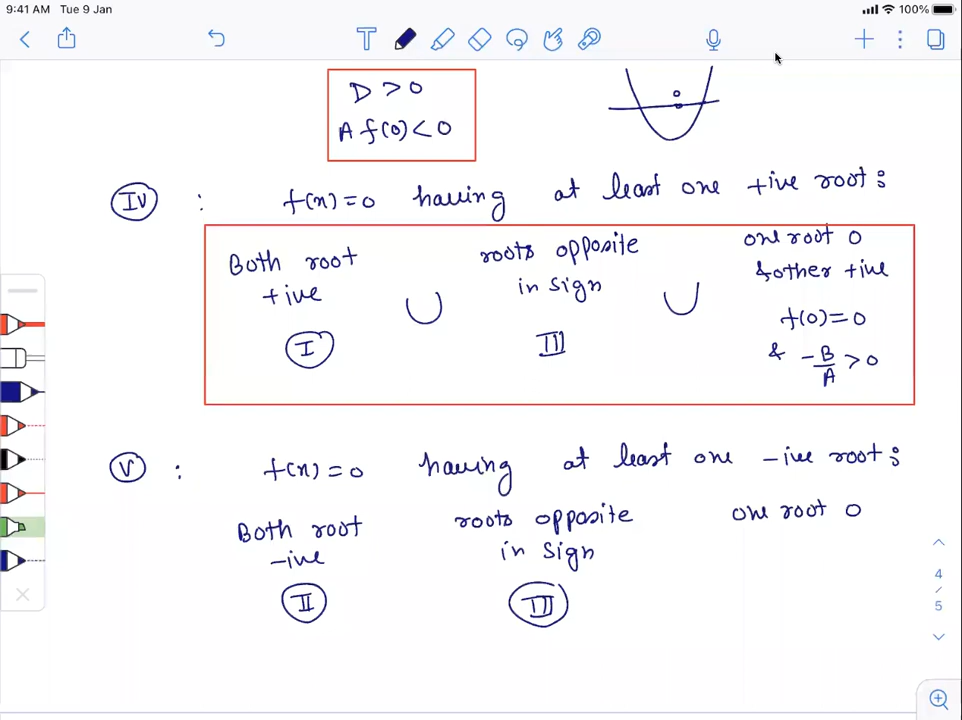 9:41 AM Tue 9 Jan
100%
D > 0
A f(0) < 0
IV : f(x) = 0 having at least one +ive root :
Both root +ive
I
∪
roots opposite in sign
III
∪
one root 0
& other +ive
f(0) = 0
& -B/A > 0
V : f(x) = 0 having at least one -ive root :
Both root -ive
II
roots opposite in sign
III
one root 0
4
/
5